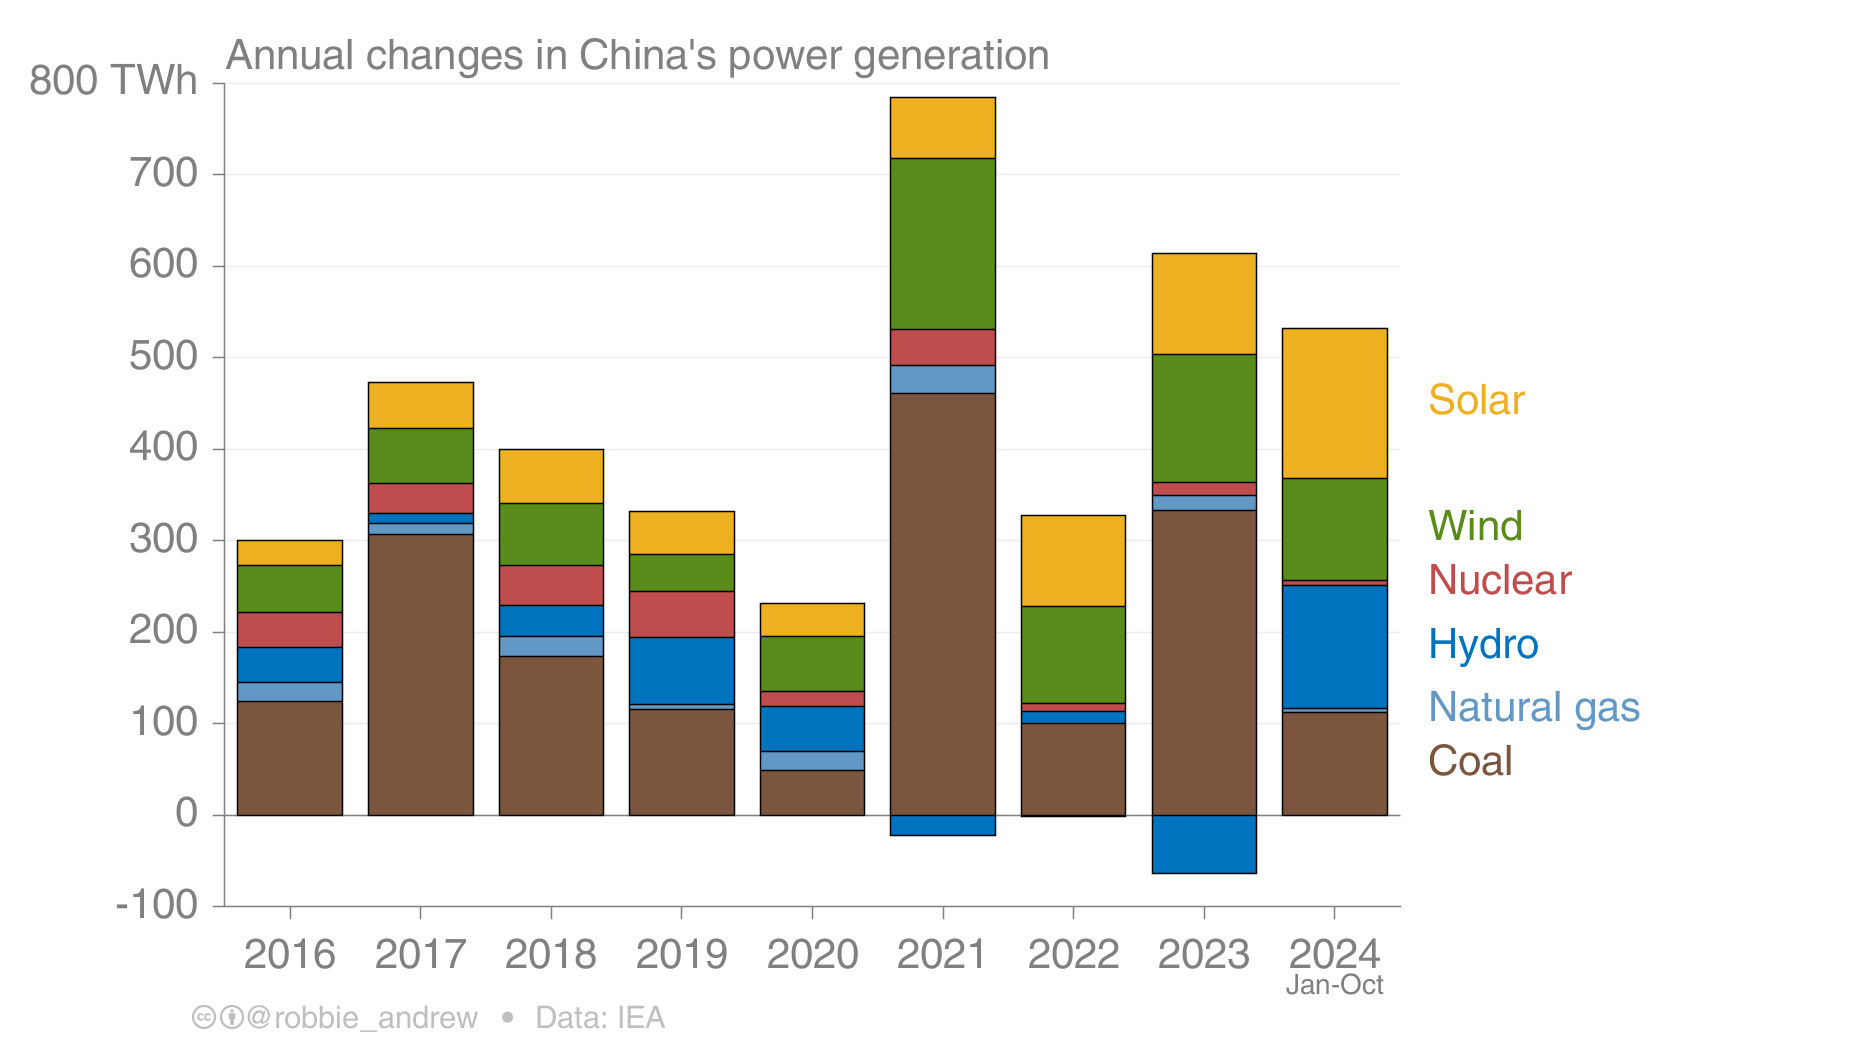 Annual changes in China's power generation
800 TWh
700
600
500
400
300
200
100
0
-100
Solar
Wind
Nuclear
Hydro
Natural gas
Coal
2016 2017 2018 2019 2020 2021 2022 2023 2024
Jan-Oct
cc @robbie_andrew • Data: IEA